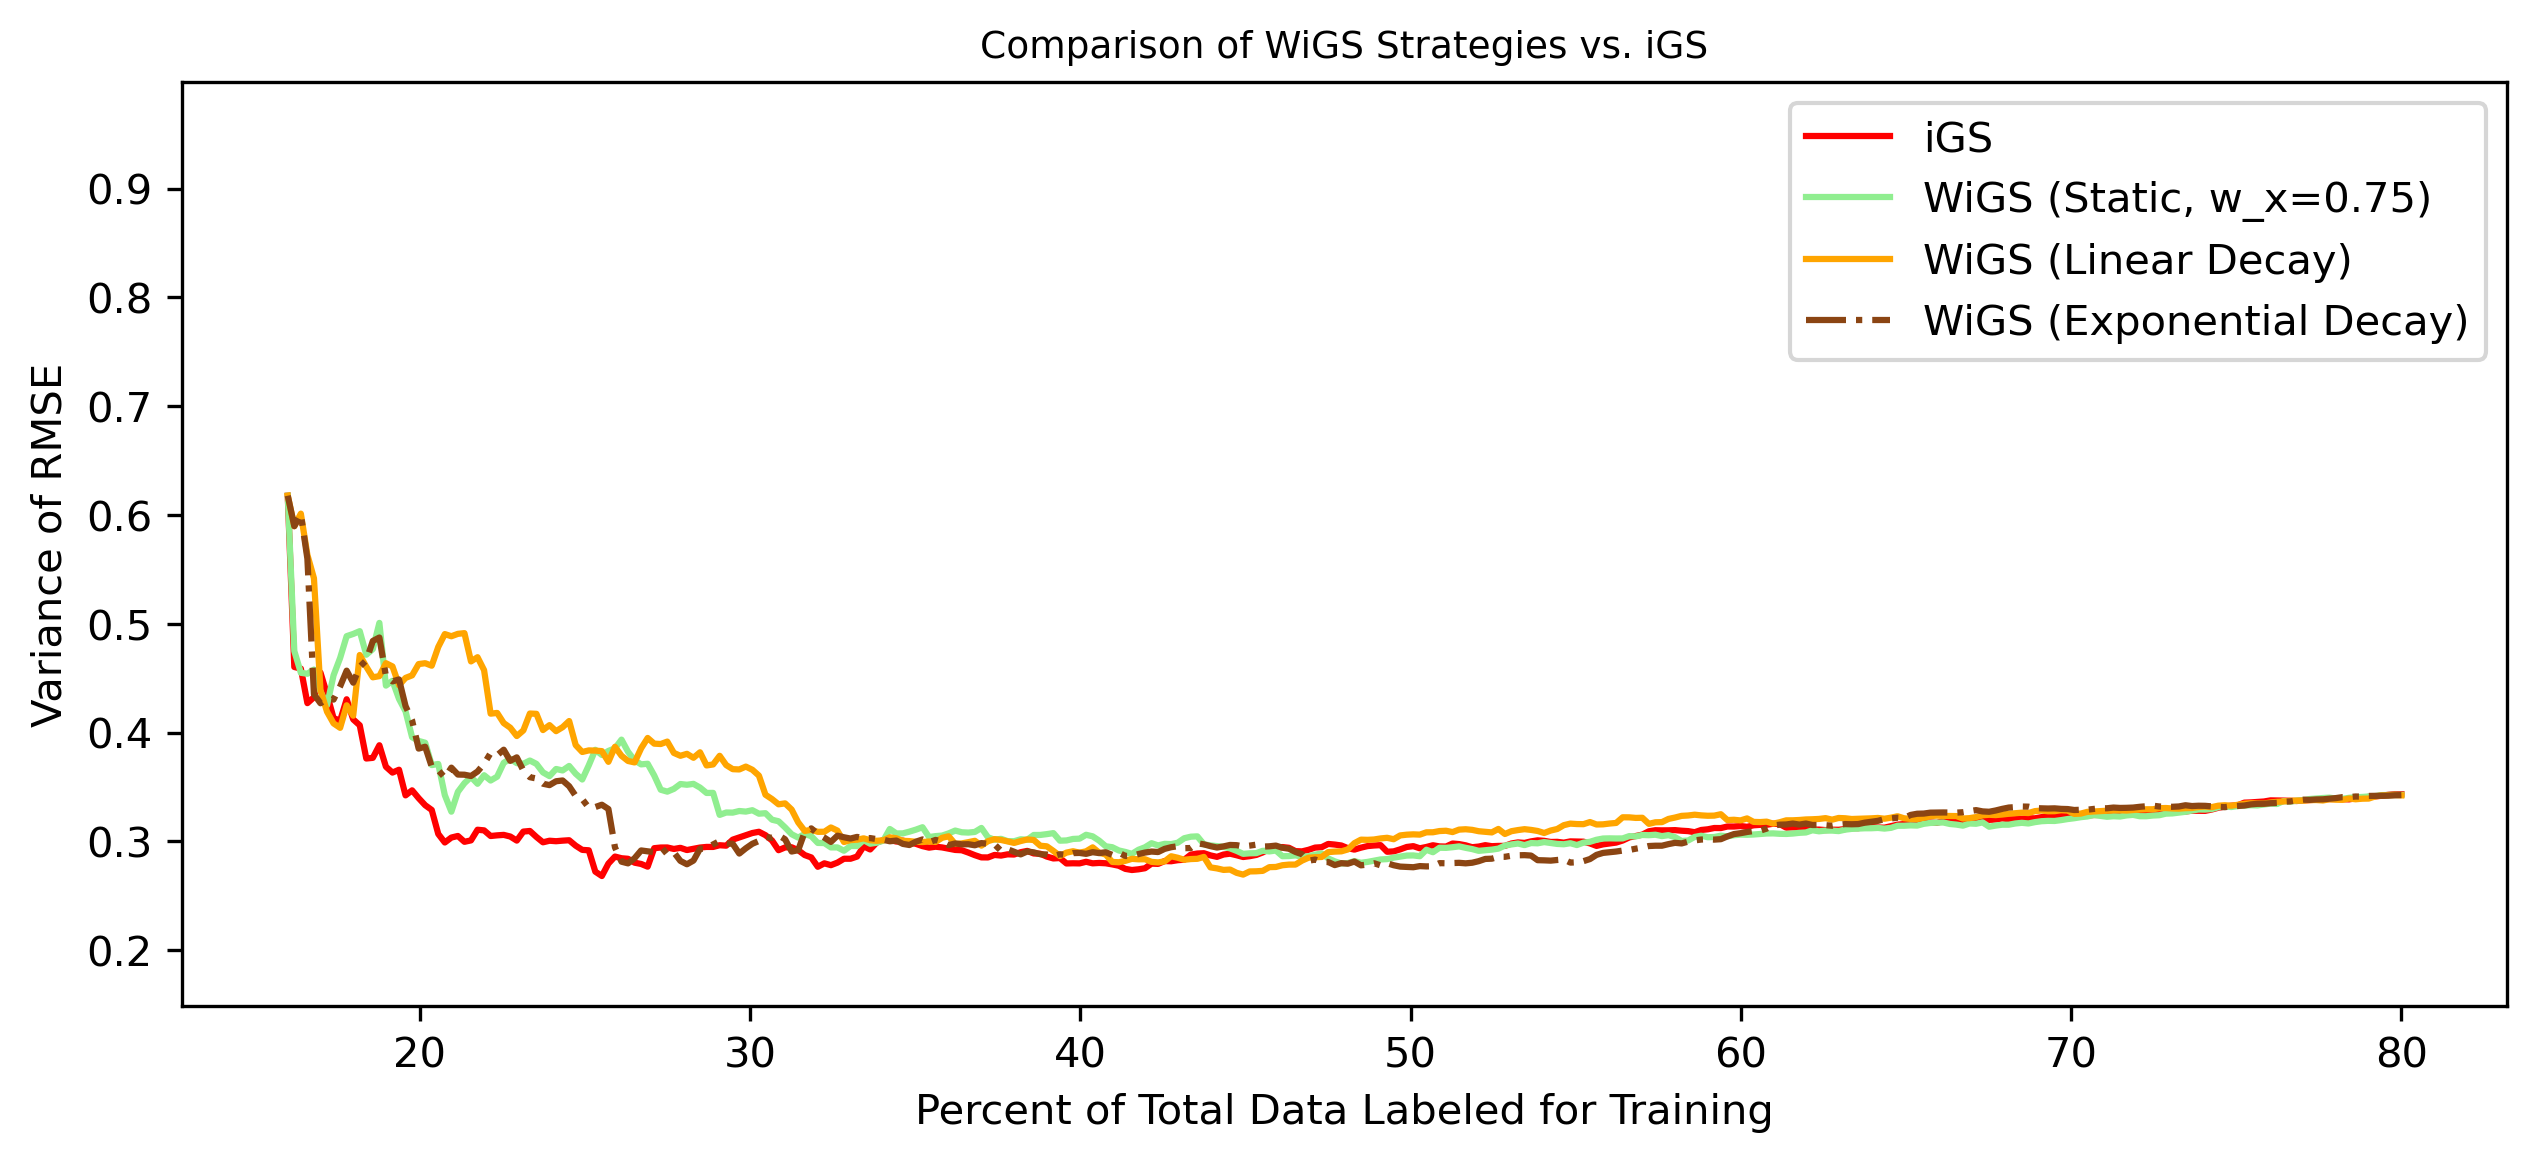 Comparison of WiGS Strategies vs. iGS
iGS
WiGS (Static, w_x=0.75)
WiGS (Linear Decay)
WiGS (Exponential Decay)
Variance of RMSE
0.9
0.8
0.7
0.6
0.5
0.4
0.3
0.2
20 30 40 50 60 70 80
Percent of Total Data Labeled for Training